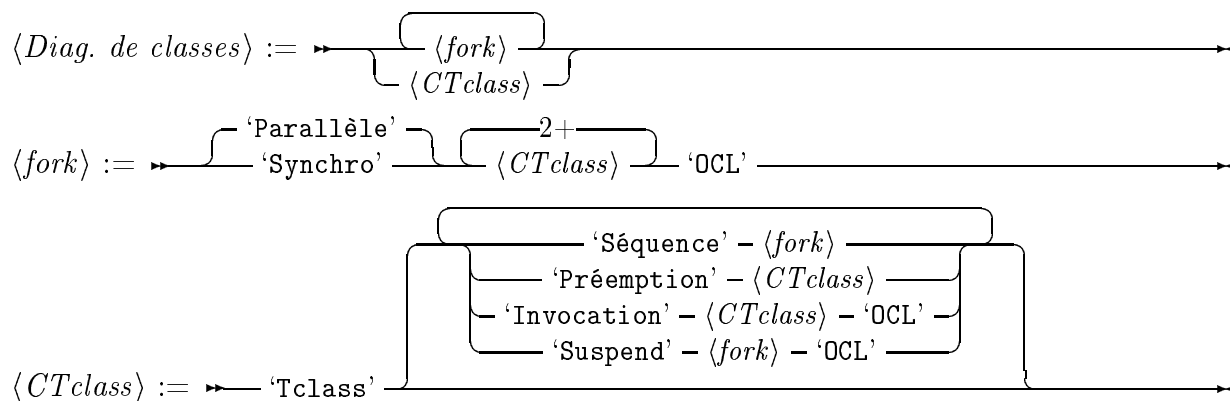 ⟨Diag. de classes⟩ := ⟨fork⟩
⟨CTclass⟩
‘Parallèle’ 2+
⟨fork⟩ := ‘Synchro’ ⟨CTclass⟩ ‘OCL’
‘Séquence’ – ⟨fork⟩
‘Préemption’ – ⟨CTclass⟩
‘Invocation’ – ⟨CTclass⟩ – ‘OCL’
‘Suspend’ – ⟨fork⟩ – ‘OCL’
⟨CTclass⟩ := ‘Tclass’